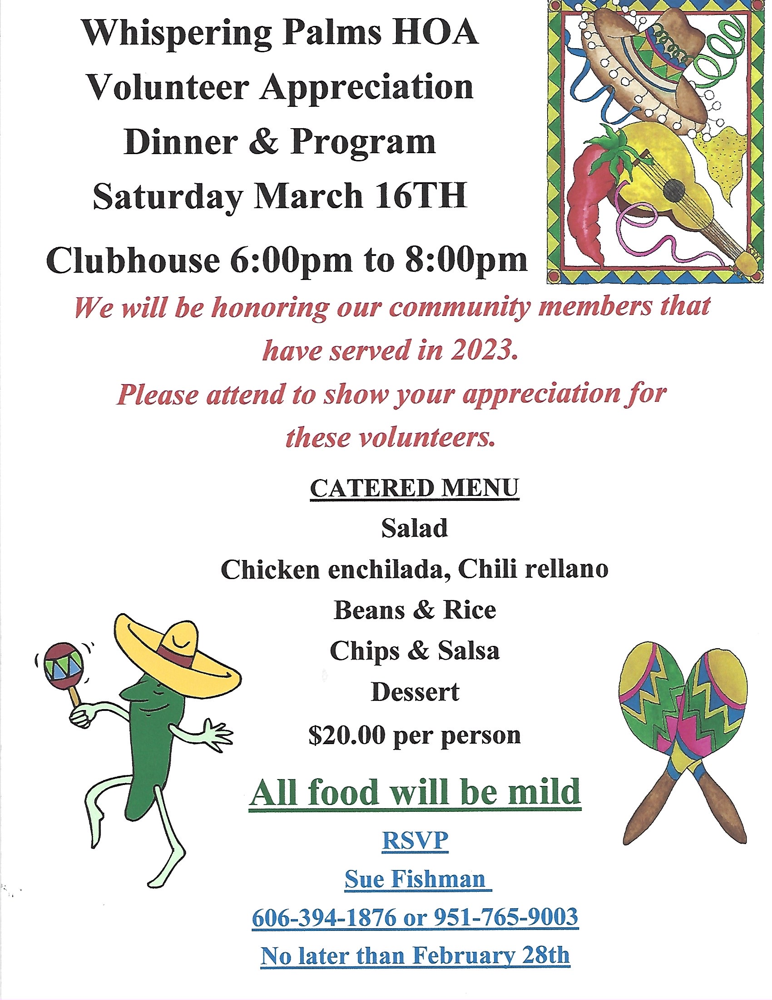 Whispering Palms HOA
Volunteer Appreciation
Dinner & Program
Saturday March 16TH
Clubhouse 6:00pm to 8:00pm
We will be honoring our community members that
have served in 2023.
Please attend to show your appreciation for
these volunteers.
CATERED MENU
Salad
Chicken enchilada, Chili rellano
Beans & Rice
Chips & Salsa
Dessert
$20.00 per person
All food will be mild
RSVP
Sue Fishman
606-394-1876 or 951-765-9003
No later than February 28th